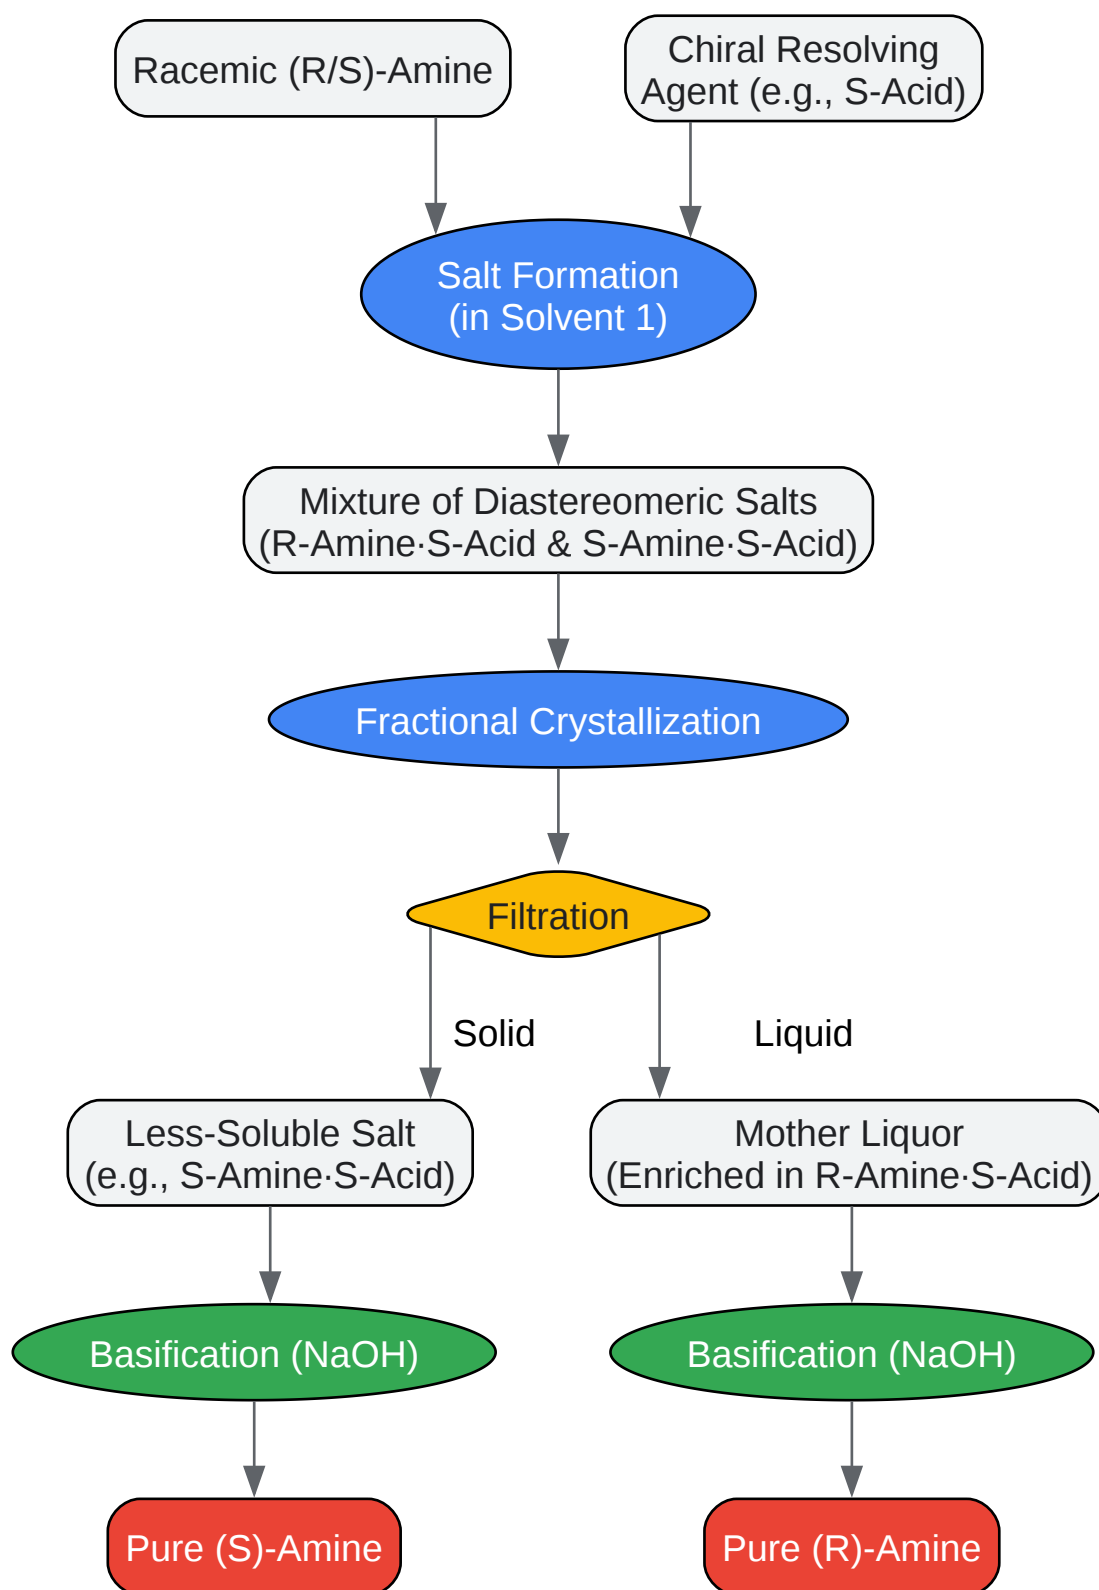 Racemic (R/S)-Amine
Chiral Resolving
Agent (e.g., S-Acid)
Salt Formation
(in Solvent 1)
Mixture of Diastereomeric Salts
(R-Amine·S-Acid & S-Amine·S-Acid)
Fractional Crystallization
Filtration
Solid
Liquid
Less-Soluble Salt
(e.g., S-Amine·S-Acid)
Mother Liquor
(Enriched in R-Amine·S-Acid)
Basification (NaOH)
Basification (NaOH)
Pure (S)-Amine
Pure (R)-Amine